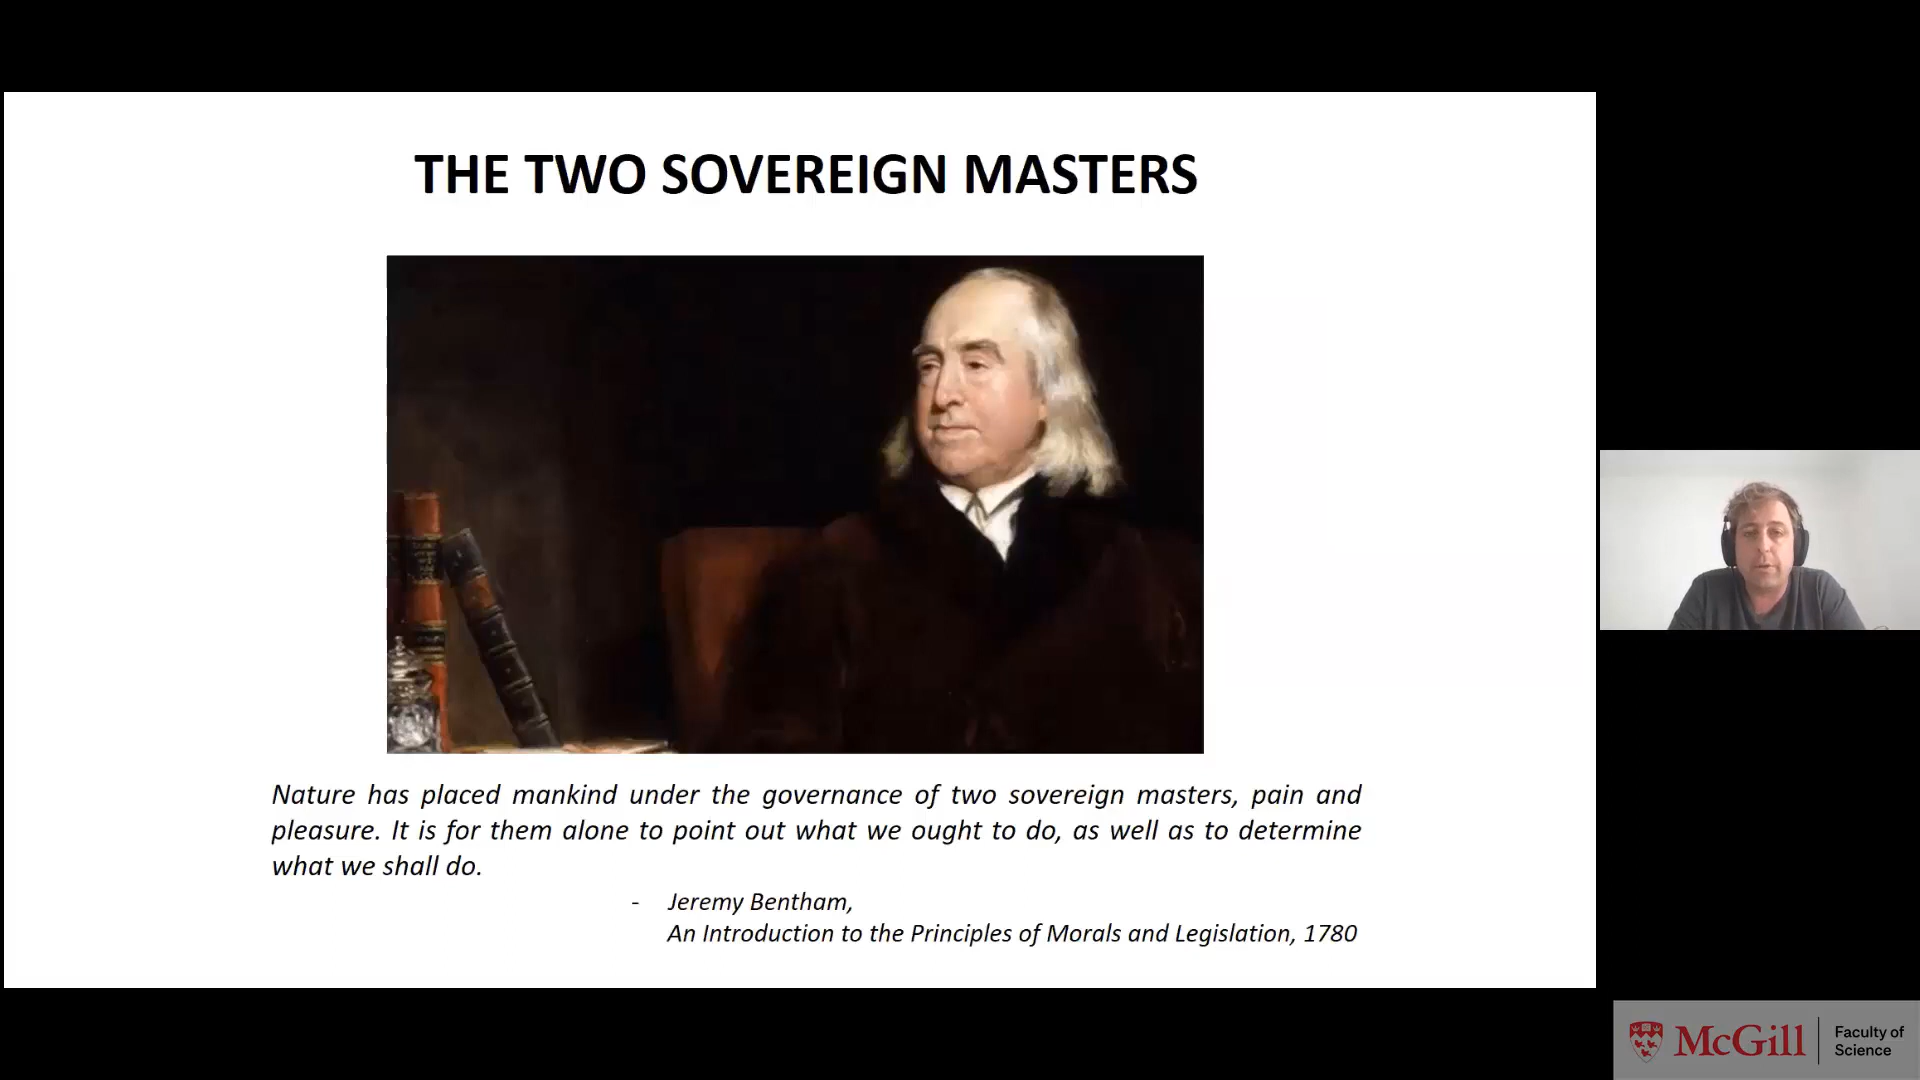 THE TWO SOVEREIGN MASTERS
Nature has placed mankind under the governance of two sovereign masters, pain and
pleasure. It is for them alone to point out what we ought to do, as well as to determine
what we shall do.
- Jeremy Bentham,
An Introduction to the Principles of Morals and Legislation, 1780
McGill
Faculty of
Science